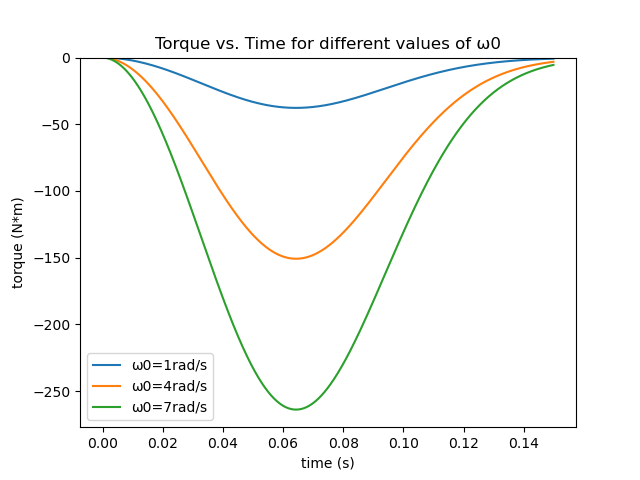 Torque vs. Time for different values of ω0
0
−50
−100
−150
−200
−250
torque (N*m)
ω0=1rad/s
ω0=4rad/s
ω0=7rad/s
0.00 0.02 0.04 0.06 0.08 0.10 0.12 0.14
time (s)